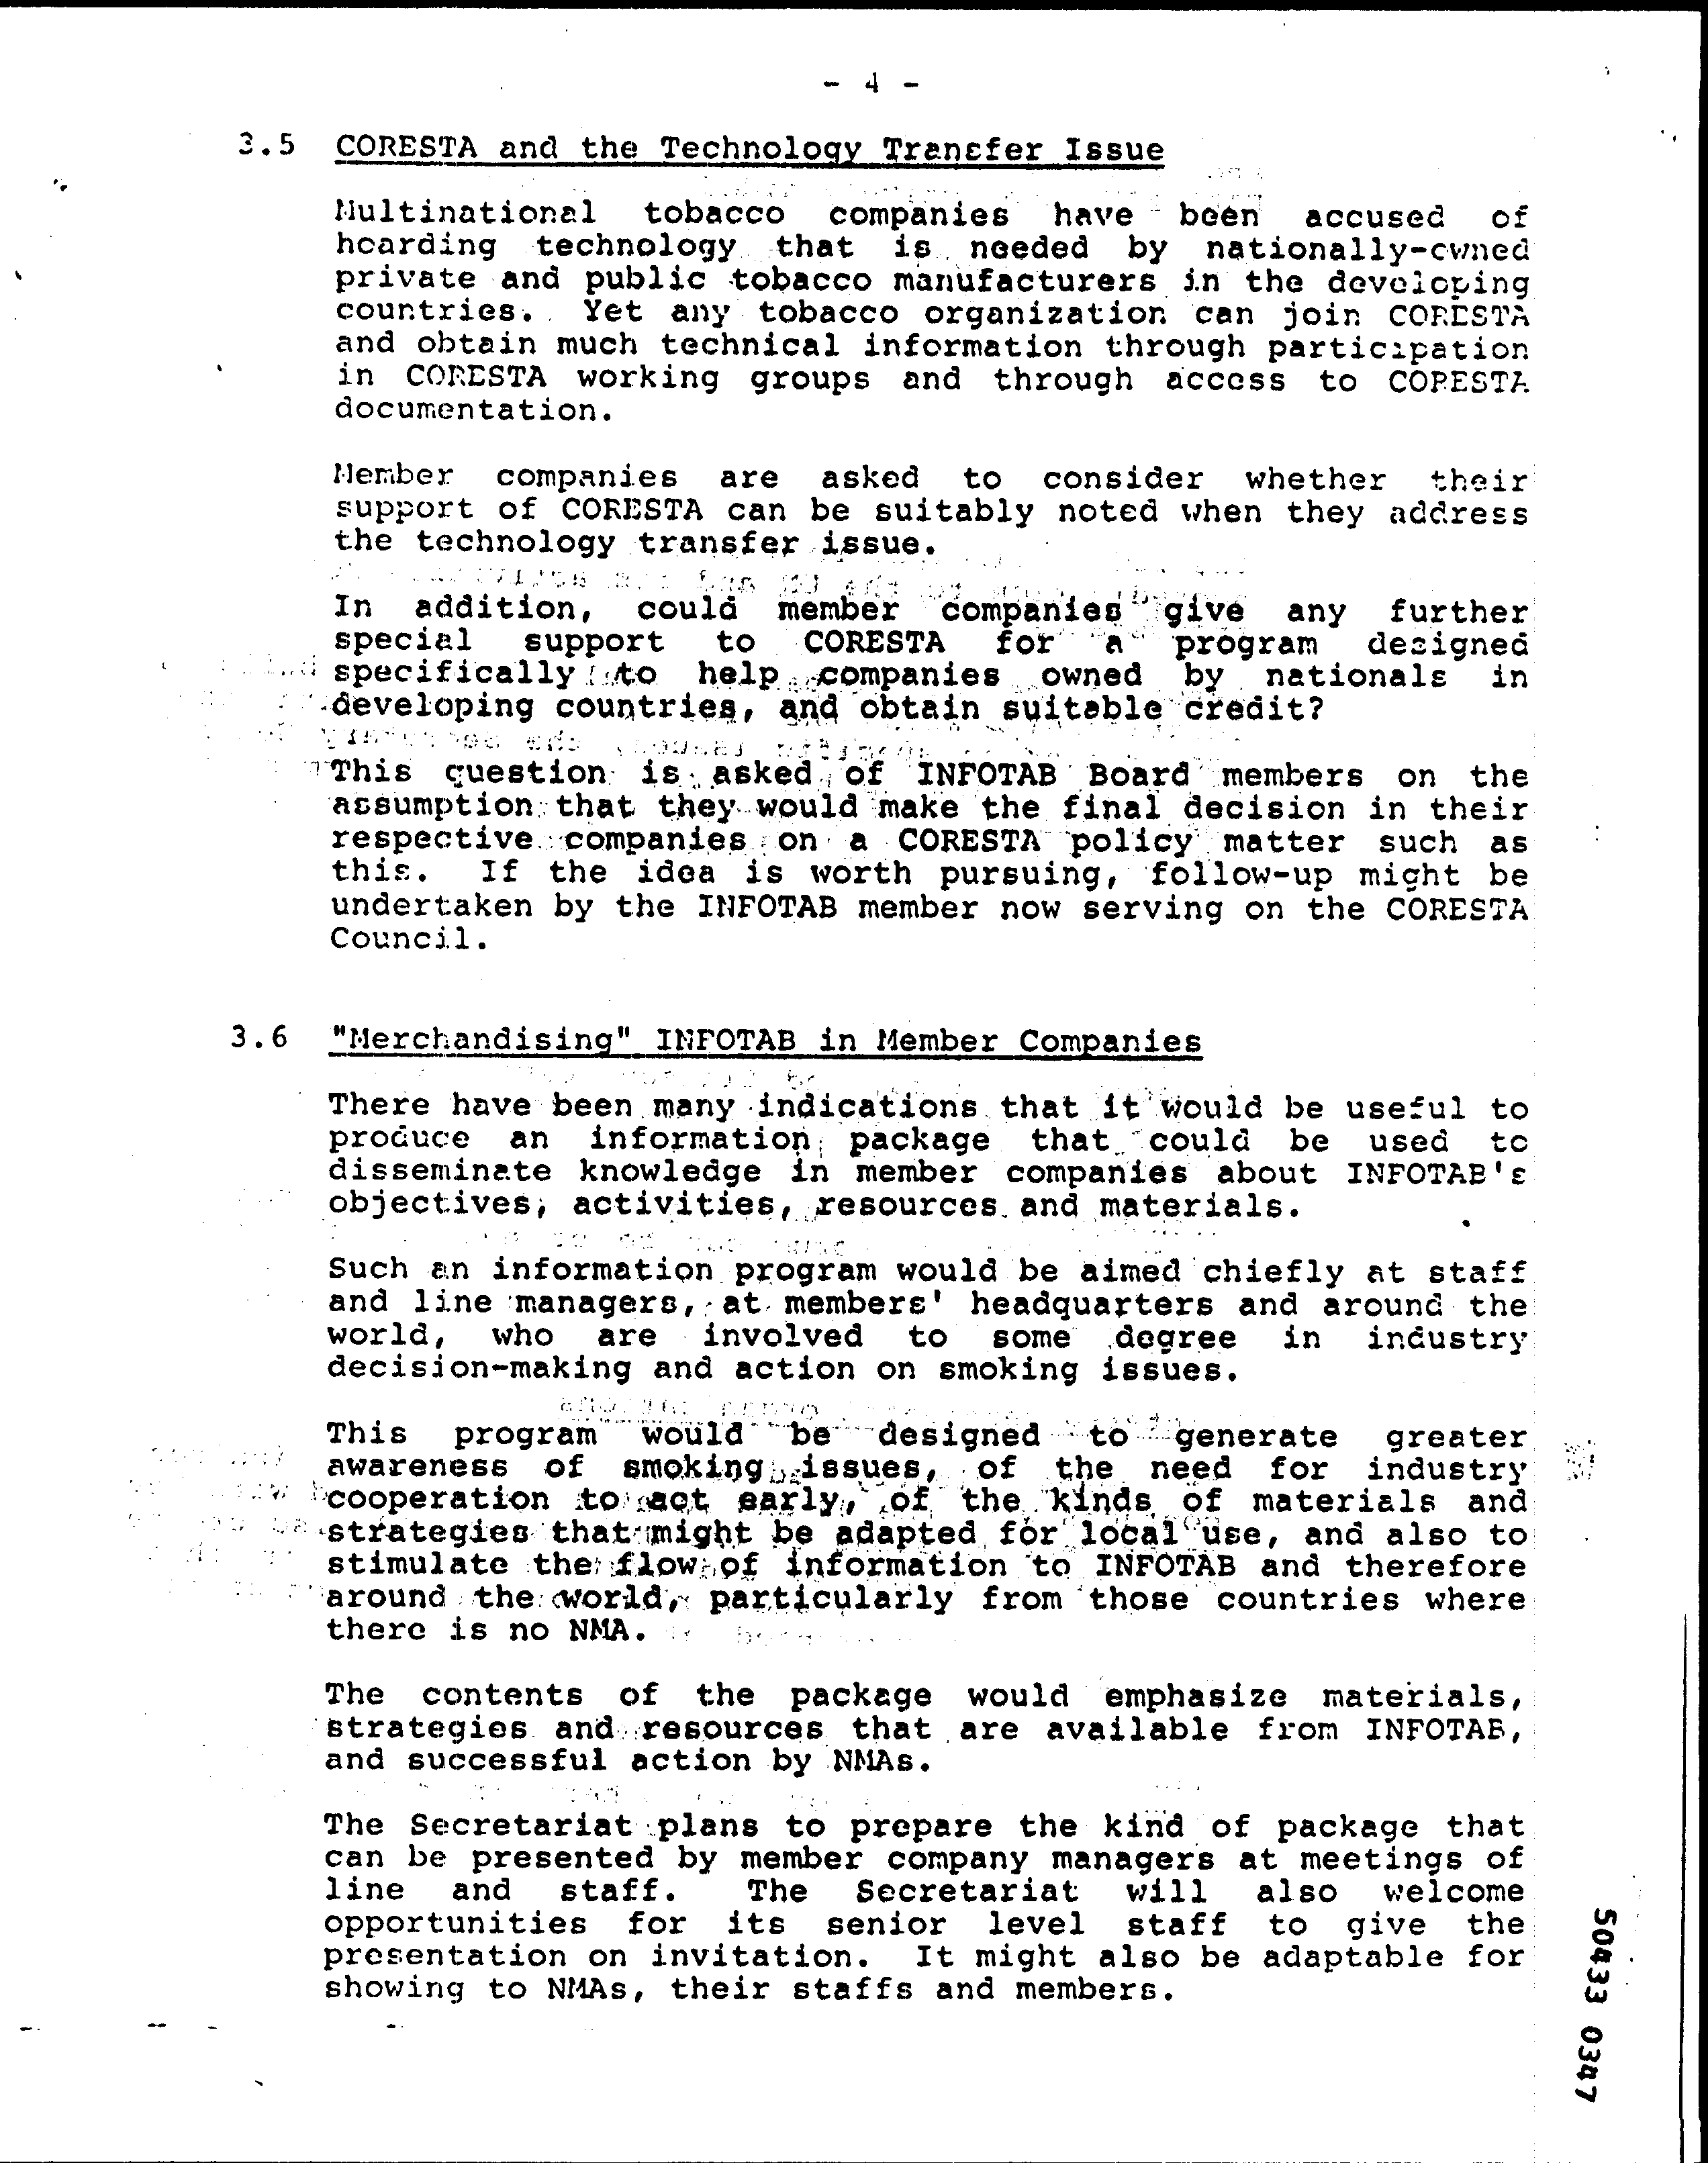 - 4 -
3.5 CORESTA and the Technology Transfer Issue
Multinational tobacco companies have been accused of
hoarding technology that is needed by nationally-owned
private and public tobacco manufacturers in the developing
countries. Yet any tobacco organization can join CORESTA
and obtain much technical information through participation
in CORESTA working groups and through access to CORESTA
documentation.
Member companies are asked to consider whether their
support of CORESTA can be suitably noted when they address
the technology transfer issue.
In addition, could member companies give any further
special support to CORESTA for a program designed
specifically to help companies owned by nationals in
developing countries, and obtain suitable credit?
This question is asked of INFOTAB Board members on the
assumption that they would make the final decision in their
respective companies on a CORESTA policy matter such as
this. If the idea is worth pursuing, follow-up might be
undertaken by the INFOTAB member now serving on the CORESTA
Council.
3.6 "Merchandising" INFOTAB in Member Companies
There have been many indications that it would be useful to
produce an information package that could be used to
disseminate knowledge in member companies about INFOTAB's
objectives, activities, resources and materials.
Such an information program would be aimed chiefly at staff
and line managers, at members' headquarters and around the
world, who are involved to some degree in industry
decision-making and action on smoking issues.
This program would be designed to generate greater
awareness of smoking issues, of the need for industry
cooperation to act early, of the kinds of materials and
strategies that might be adapted for local use, and also to
stimulate the flow of information to INFOTAB and therefore
around the world, particularly from those countries where
there is no NMA.
The contents of the package would emphasize materials,
strategies and resources that are available from INFOTAB,
and successful action by NMAs.
The Secretariat plans to prepare the kind of package that
can be presented by member company managers at meetings of
line and staff. The Secretariat will also welcome
opportunities for its senior level staff to give the
presentation on invitation. It might also be adaptable for
showing to NMAs, their staffs and members.
50433 0347